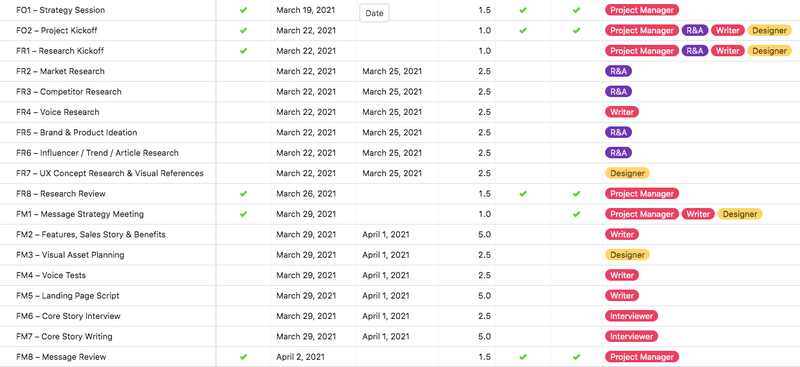 FO1 – Strategy Session ✓ March 19, 2021 Date 1.5 ✓ ✓ Project Manager
FO2 – Project Kickoff ✓ March 22, 2021 1.0 ✓ ✓ Project Manager R&A Writer Designer
FR1 – Research Kickoff ✓ March 22, 2021 1.0 Project Manager R&A Writer Designer
FR2 – Market Research March 22, 2021 March 25, 2021 2.5 R&A
FR3 – Competitor Research March 22, 2021 March 25, 2021 2.5 R&A
FR4 – Voice Research March 22, 2021 March 25, 2021 2.5 Writer
FR5 – Brand & Product Ideation March 22, 2021 March 25, 2021 2.5 R&A
FR6 – Influencer / Trend / Article Research March 22, 2021 March 25, 2021 2.5 R&A
FR7 – UX Concept Research & Visual References March 22, 2021 March 25, 2021 2.5 Designer
FR8 – Research Review ✓ March 26, 2021 1.5 ✓ ✓ Project Manager
FM1 – Message Strategy Meeting ✓ March 29, 2021 1.0 ✓ Project Manager Writer Designer
FM2 – Features, Sales Story & Benefits March 29, 2021 April 1, 2021 5.0 Writer
FM3 – Visual Asset Planning March 29, 2021 April 1, 2021 2.5 Designer
FM4 – Voice Tests March 29, 2021 April 1, 2021 2.5 Writer
FM5 – Landing Page Script March 29, 2021 April 1, 2021 5.0 Writer
FM6 – Core Story Interview March 29, 2021 April 1, 2021 2.5 Interviewer
FM7 – Core Story Writing March 29, 2021 April 1, 2021 5.0 Interviewer
FM8 – Message Review ✓ April 2, 2021 1.5 ✓ ✓ Project Manager